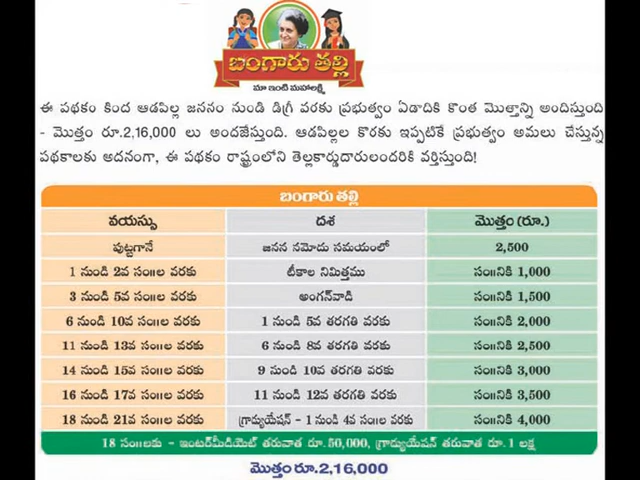 బంగారు తల్లి
మా ఇంటి మహాలక్ష్మి
ఈ పథకం కింద ఆడపిల్ల జననం నుండి డిగ్రీ వరకు ప్రభుత్వం ఏడాదికి కొంత మొత్తాన్ని అందిస్తుంది
- మొత్తం రూ.2,16,000 లు అందజేస్తుంది. ఆడపిల్లల కొరకు ఇప్పటికే ప్రభుత్వం అమలు చేస్తున్న
పథకాలకు అదనంగా, ఈ పథకం రాష్ట్రంలోని తెల్లకార్డుదారులందరికి వర్తిస్తుంది!
బంగారు తల్లి
వయస్సు దశ మొత్తం (రూ.)
పుట్టగానే జనన నమోదు సమయంలో 2,500
1 నుండి 2వ సం॥ల వరకు టీకాల నిమిత్తము సం॥నికి 1,000
3 నుండి 5వ సం॥ల వరకు అంగన్‌వాడి సం॥నికి 1,500
6 నుండి 10వ సం॥ల వరకు 1 నుండి 5వ తరగతి వరకు సం॥నికి 2,000
11 నుండి 13వ సం॥ల వరకు 6 నుండి 8వ తరగతి వరకు సం॥నికి 2,500
14 నుండి 15వ సం॥ల వరకు 9 నుండి 10వ తరగతి వరకు సం॥నికి 3,000
16 నుండి 17వ సం॥ల వరకు 11 నుండి 12వ తరగతి వరకు సం॥నికి 3,500
18 నుండి 21వ సం॥ల వరకు గ్రాడ్యుయేషన్ - 1 నుండి 4వ సం॥ల వరకు సం॥నికి 4,000
18 సం॥లకు - ఇంటర్‌మీడియెట్ తరువాత రూ.50,000, గ్రాడ్యుయేషన్ తరువాత రూ.1 లక్ష
మొత్తం రూ.2,16,000